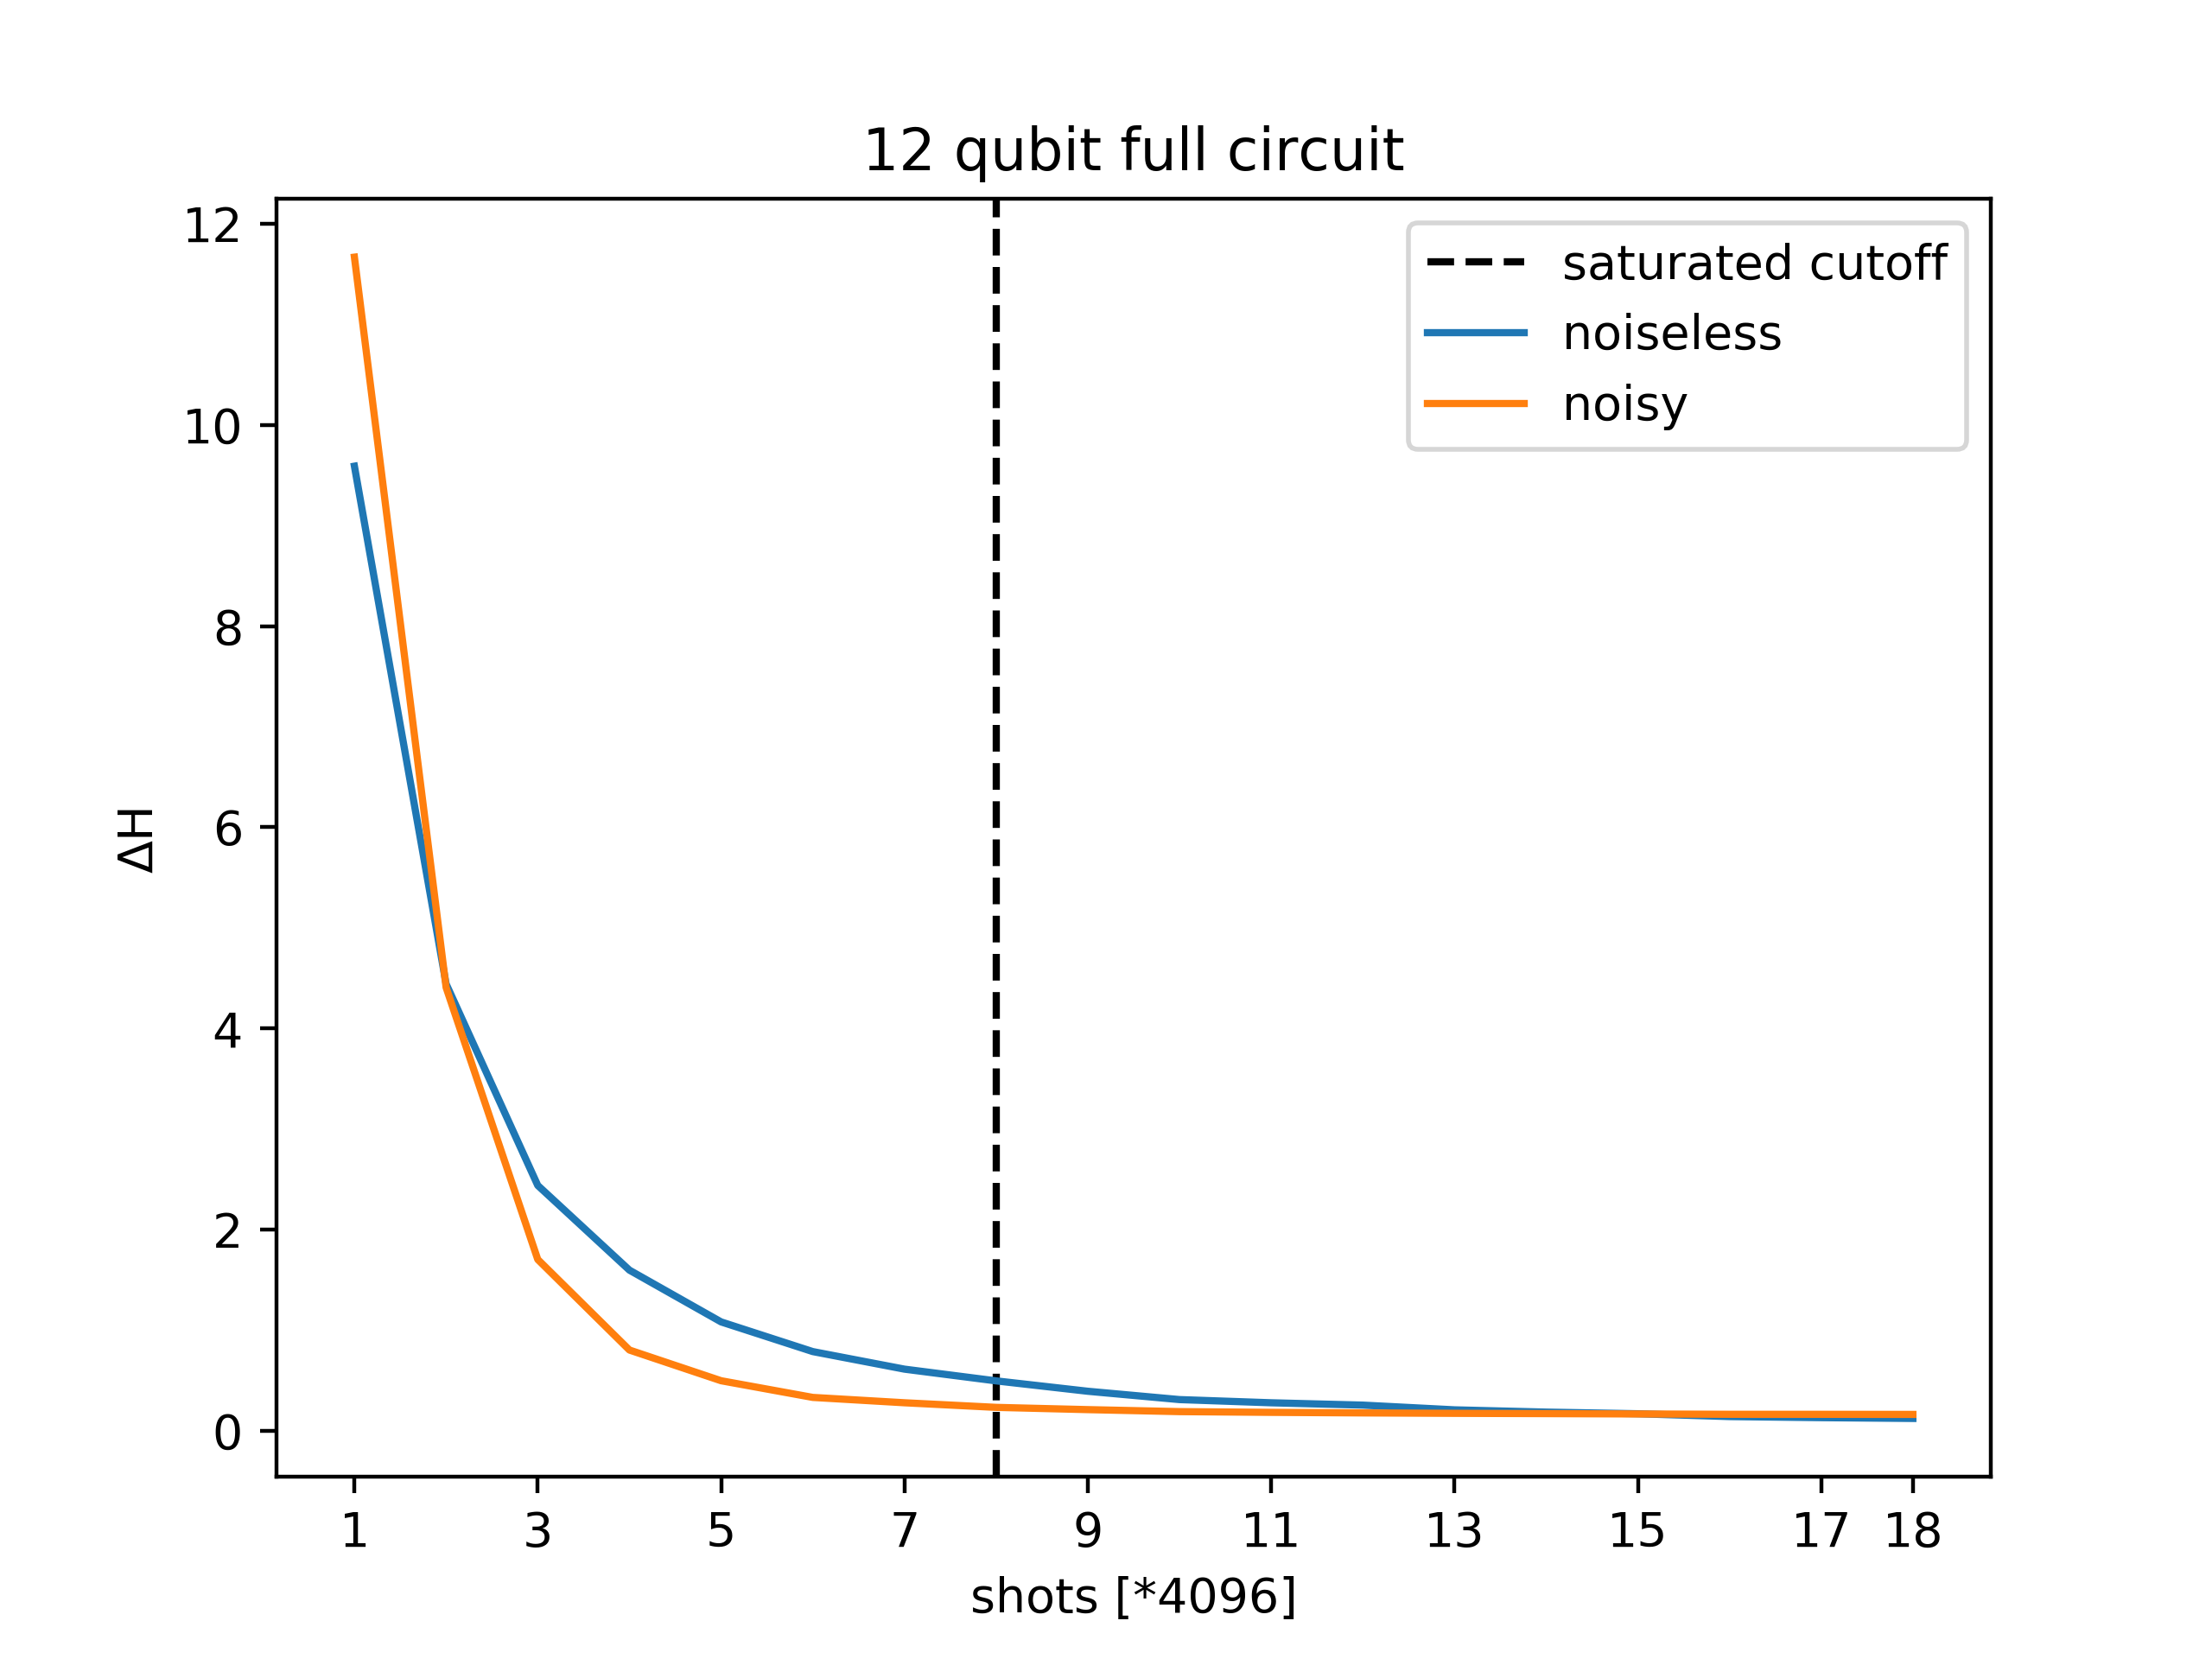 12 qubit full circuit
saturated cutoff
noiseless
noisy
12
10
8
6
4
2
0
ΔH
1 3 5 7 9 11 13 15 17 18
shots [*4096]